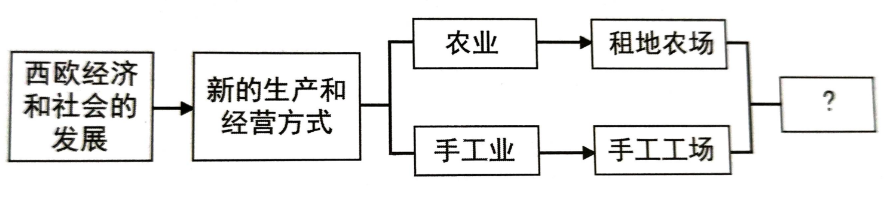 西欧经济
和社会的
发展
新的生产和
经营方式
农业
租地农场
手工业
手工工场
?